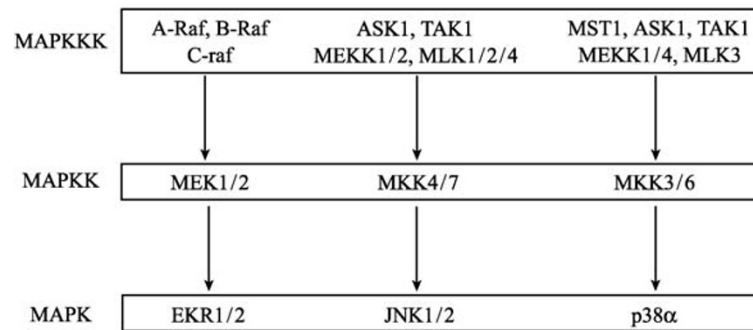 MAPKKK
A-Raf, B-Raf
C-raf
ASK1, TAK1
MEKK1/2, MLK1/2/4
MST1, ASK1, TAK1
MEKK1/4, MLK3
MAPKK
MEK1/2
MKK4/7
MKK3/6
MAPK
EKR1/2
JNK1/2
p38α